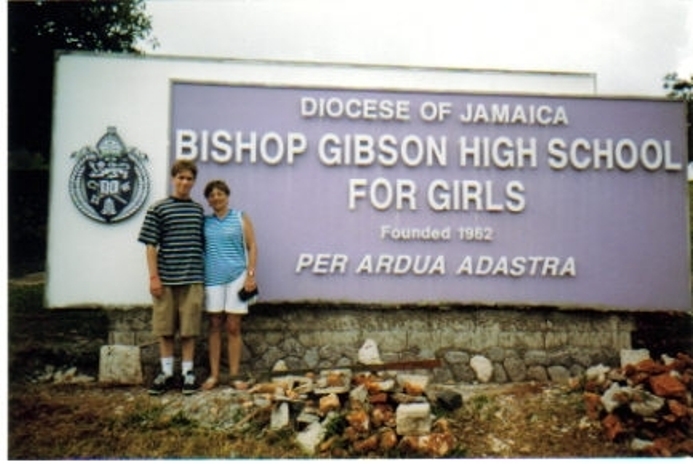 DIOCESE OF JAMAICA
BISHOP GIBSON HIGH SCHOOL
FOR GIRLS
Founded 1962
PER ARDUA ADASTRA